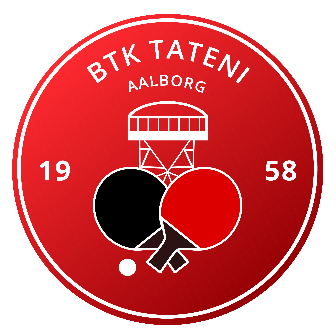 BTK TATENI
AALBORG
19 58